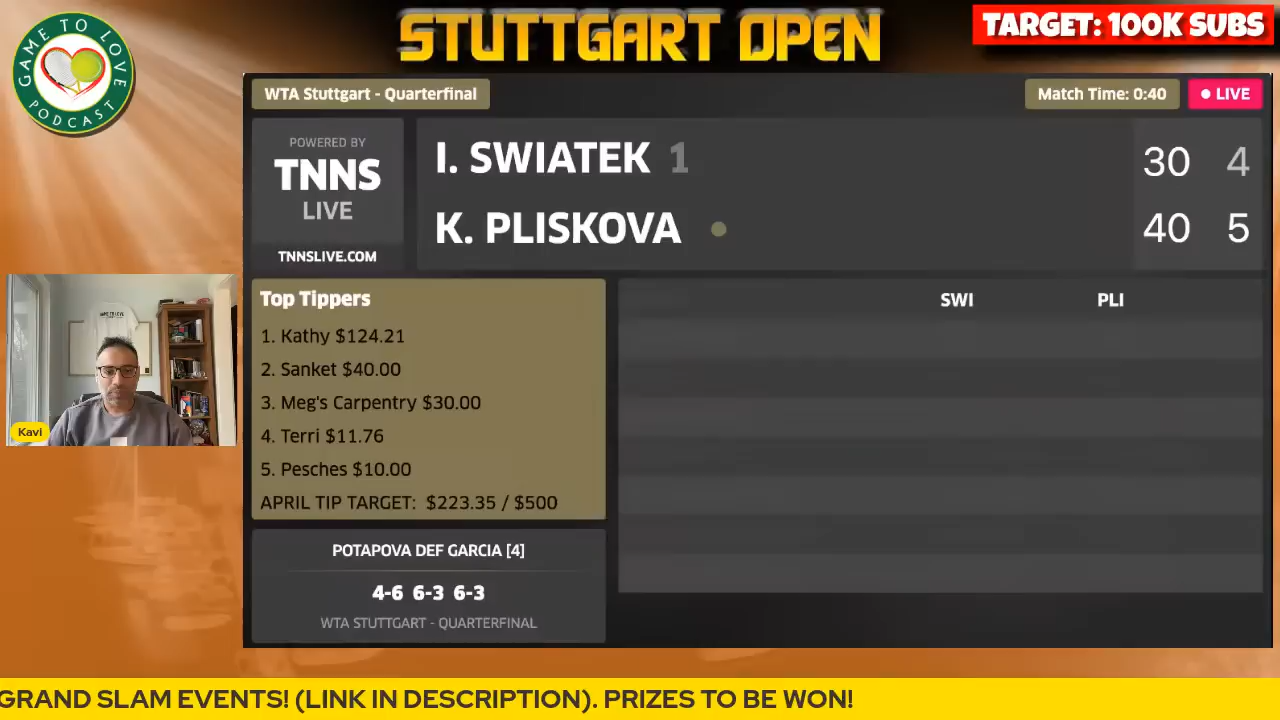 GAME TO LOVE
PODCAST
STUTTGART OPEN
TARGET: 100K SUBS
WTA Stuttgart - Quarterfinal
Match Time: 0:40
LIVE
POWERED BY
TNNS
LIVE
TNNSLIVE.COM
I. SWIATEK 1 30 4
K. PLISKOVA 40 5
Top Tippers
1. Kathy $124.21
2. Sanket $40.00
3. Meg's Carpentry $30.00
4. Terri $11.76
5. Pesches $10.00
APRIL TIP TARGET: $223.35 / $500
SWI PLI
Kavi
POTAPOVA DEF GARCIA [4]
4-6 6-3 6-3
WTA STUTTGART - QUARTERFINAL
GRAND SLAM EVENTS! (LINK IN DESCRIPTION). PRIZES TO BE WON!